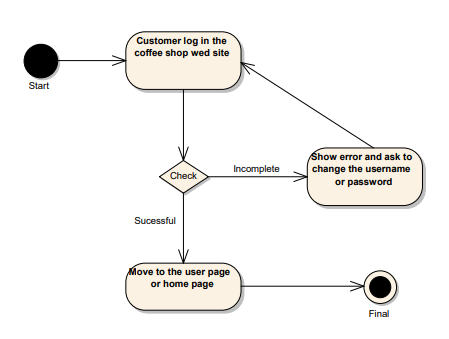 Customer log in the
coffee shop wed site
Start
Show error and ask to
change the username
or password
Check
Incomplete
Sucessful
Move to the user page
or home page
Final